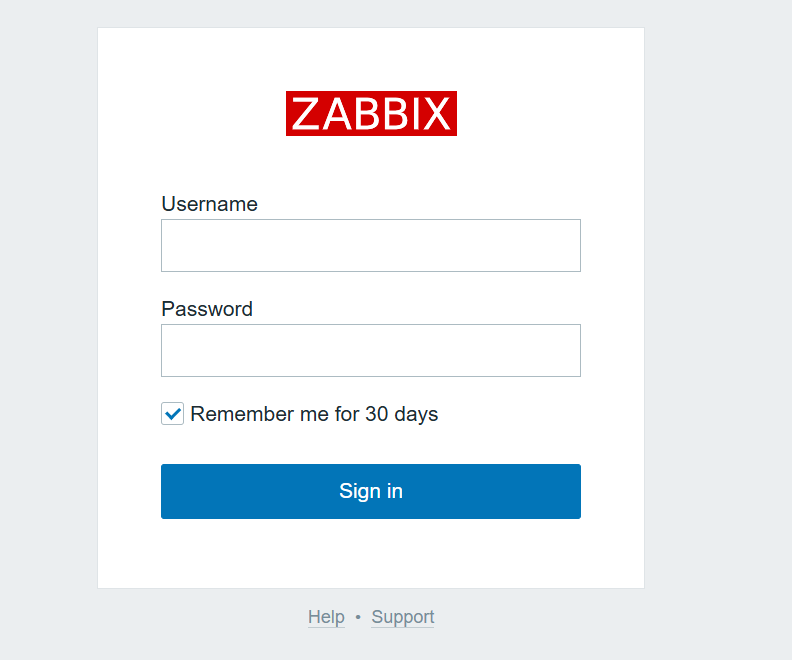 ZABBIX
Username
Password
Remember me for 30 days
Sign in
Help • Support